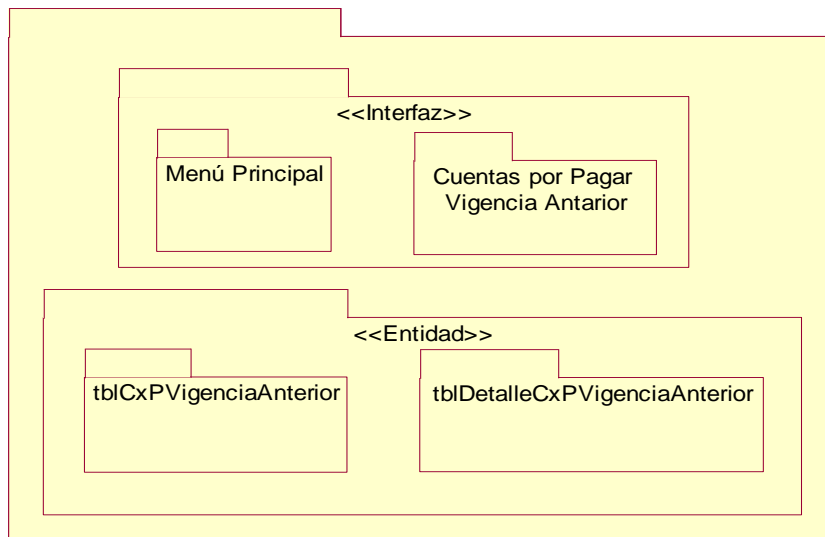 <<Interfaz>>
Menú Principal
Cuentas por Pagar
Vigencia Antarior
<<Entidad>>
tblCxPVigenciaAnterior
tblDetalleCxPVigenciaAnterior